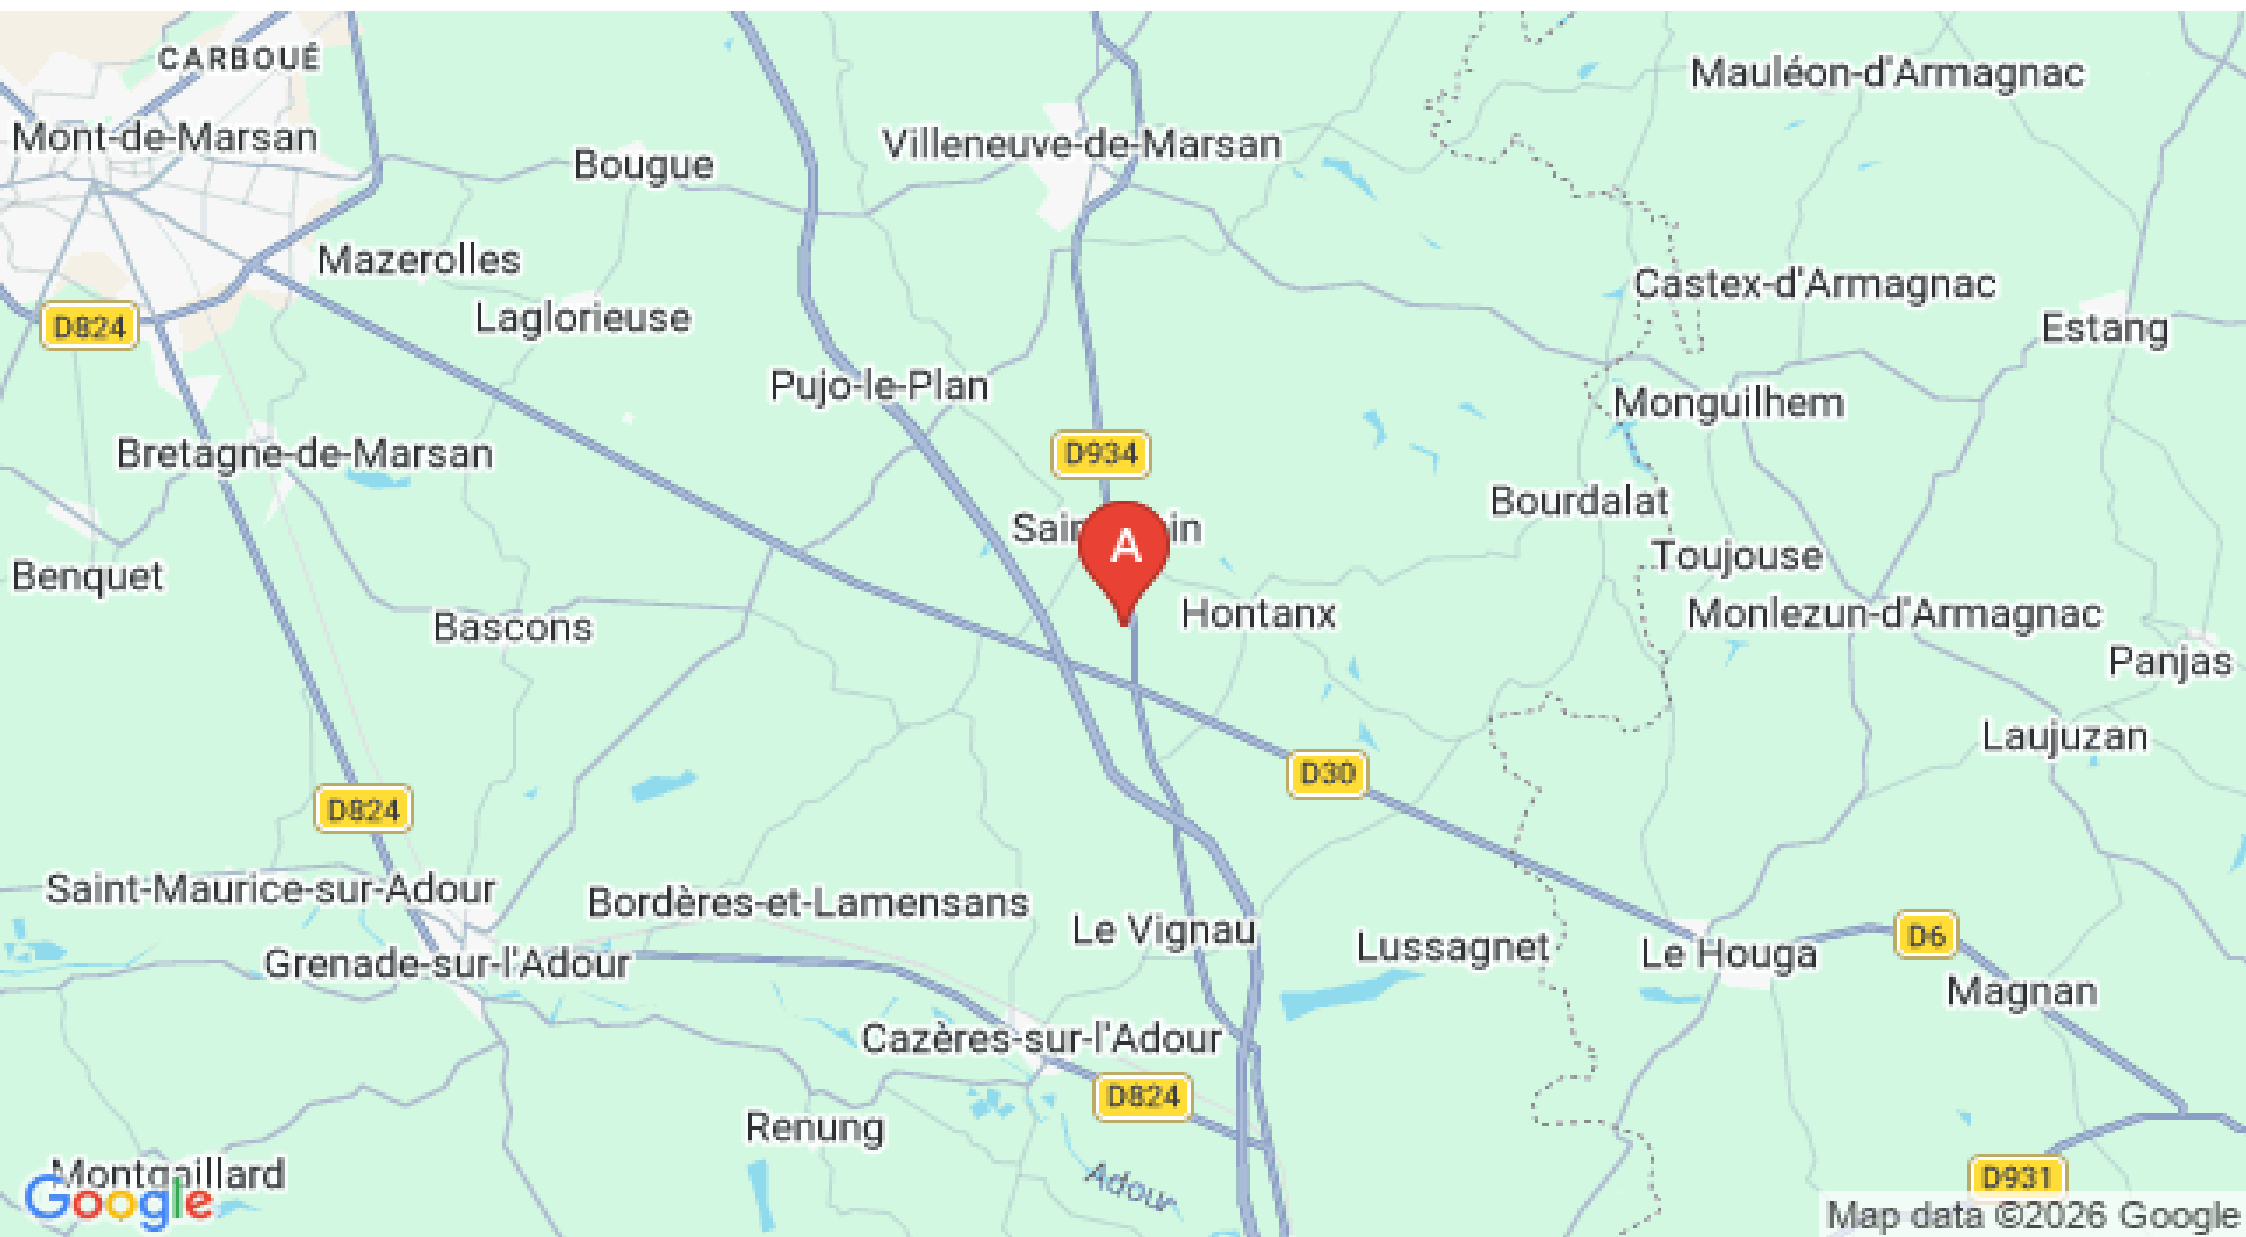 CARBOUÉ
Mauléon-d'Armagnac
Mont-de-Marsan
Villeneuve-de-Marsan
Bougue
Mazerolles
Castex-d'Armagnac
D824
Laglorieuse
Estang
Pujo-le-Plan
Monguilhem
Bretagne-de-Marsan
D934
Bourdalat
A
Toujouse
Benquet
Hontanx
Monlezun-d'Armagnac
Bascons
Panjas
Laujuzan
D30
D824
Saint-Maurice-sur-Adour
Bordères-et-Lamensans
Le Vignau
D6
Lussagnet
Le Houga
Grenade-sur-l'Adour
Magnan
Cazères-sur-l'Adour
D824
Renung
Montgaillard
Adour
D931
Google
Map data ©2026 Google